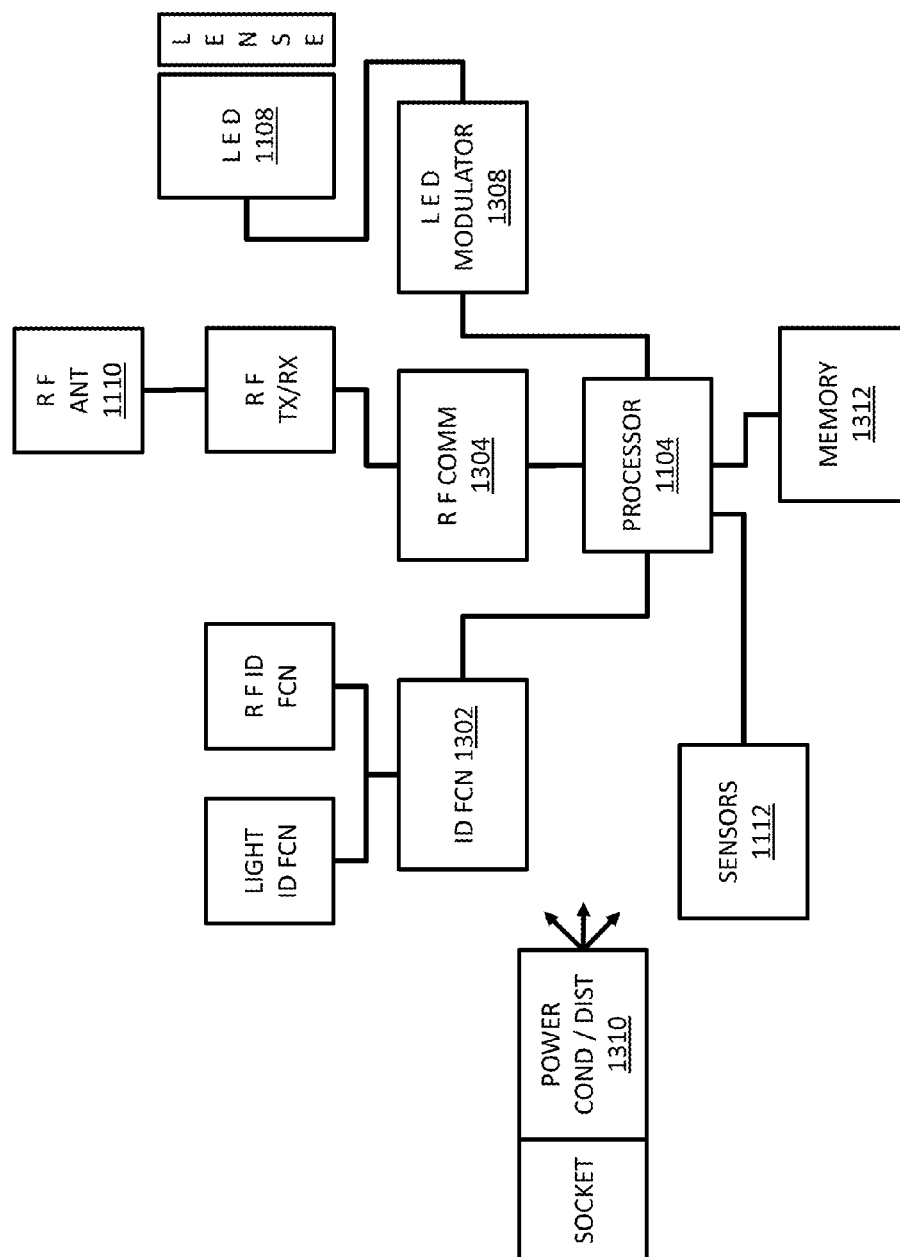 L E N S E
L E D
1108
L E D
MODULATOR
1308
R F
ANT
1110
R F
TX/RX
R F COMM
1304
PROCESSOR
1104
MEMORY
1312
R F ID
FCN
LIGHT
ID FCN
ID FCN 1302
SENSORS
1112
POWER
COND / DIST
1310
SOCKET